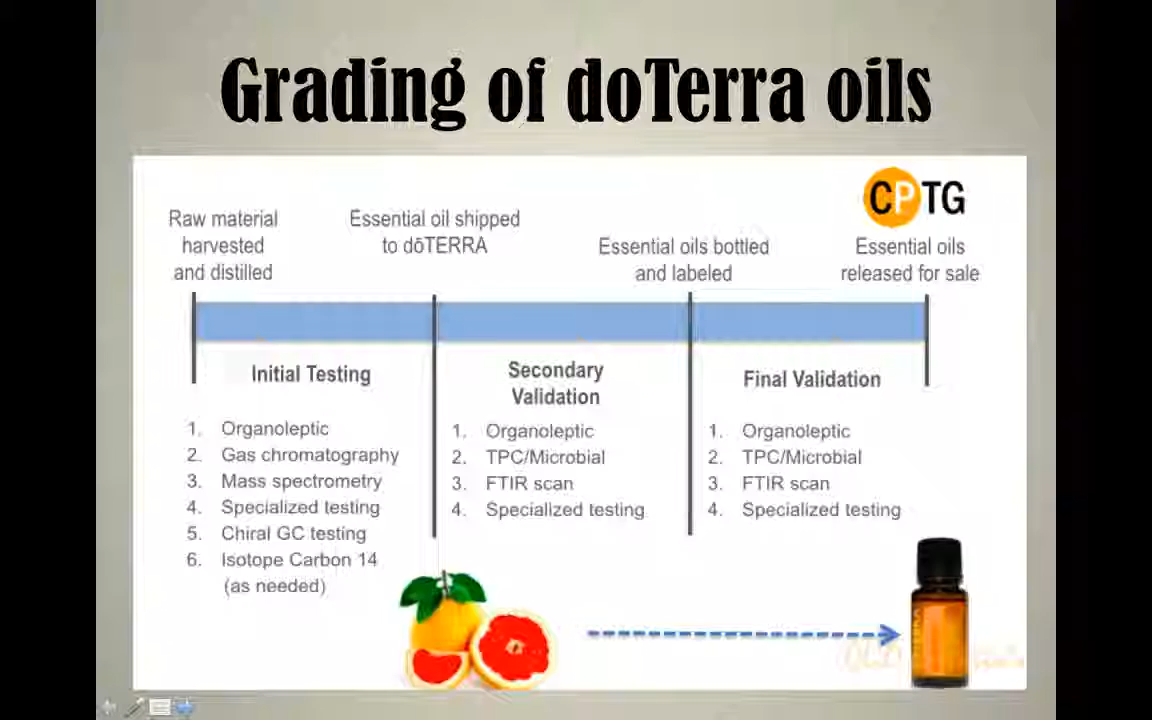 Grading of doTerra oils
CPTG
Raw material
harvested
and distilled
Essential oil shipped
to dōTERRA
Essential oils bottled
and labeled
Essential oils
released for sale
Initial Testing
1. Organoleptic
2. Gas chromatography
3. Mass spectrometry
4. Specialized testing
5. Chiral GC testing
6. Isotope Carbon 14
(as needed)
Secondary
Validation
1. Organoleptic
2. TPC/Microbial
3. FTIR scan
4. Specialized testing
Final Validation
1. Organoleptic
2. TPC/Microbial
3. FTIR scan
4. Specialized testing